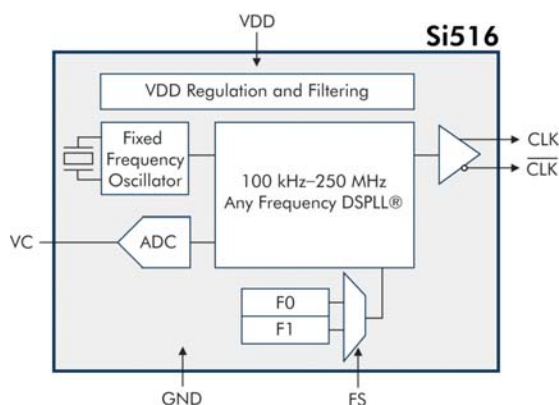 VDD
Si516
VDD Regulation and Filtering
Fixed
Frequency
Oscillator
100 kHz–250 MHz
Any Frequency DSPLL®
CLK
CLK
VC
ADC
F0
F1
GND
FS